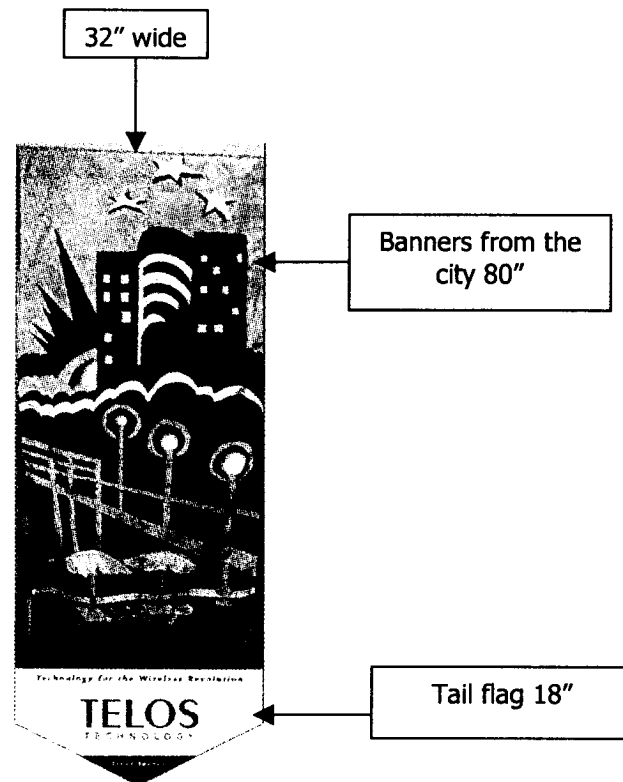 32″ wide
Banners from the
city 80″
Technology for the Wireless Revolution
Tail flag 18″
TELOS
TECHNOLOGY